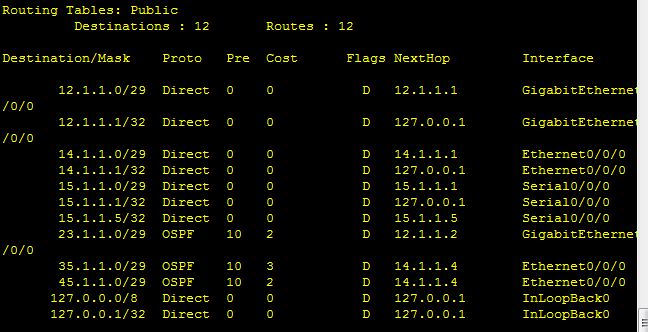 Routing Tables: Public
Destinations : 12 Routes : 12
Destination/Mask Proto Pre Cost Flags NextHop Interface
12.1.1.0/29 Direct 0 0 D 12.1.1.1 GigabitEthernet
/0/0
12.1.1.1/32 Direct 0 0 D 127.0.0.1 GigabitEthernet
/0/0
14.1.1.0/29 Direct 0 0 D 14.1.1.1 Ethernet0/0/0
14.1.1.1/32 Direct 0 0 D 127.0.0.1 Ethernet0/0/0
15.1.1.0/29 Direct 0 0 D 15.1.1.1 Serial0/0/0
15.1.1.1/32 Direct 0 0 D 127.0.0.1 Serial0/0/0
15.1.1.5/32 Direct 0 0 D 15.1.1.5 Serial0/0/0
23.1.1.0/29 OSPF 10 2 D 12.1.1.2 GigabitEthernet
/0/0
35.1.1.0/29 OSPF 10 3 D 14.1.1.4 Ethernet0/0/0
45.1.1.0/29 OSPF 10 2 D 14.1.1.4 Ethernet0/0/0
127.0.0.0/8 Direct 0 0 D 127.0.0.1 InLoopBack0
127.0.0.1/32 Direct 0 0 D 127.0.0.1 InLoopBack0